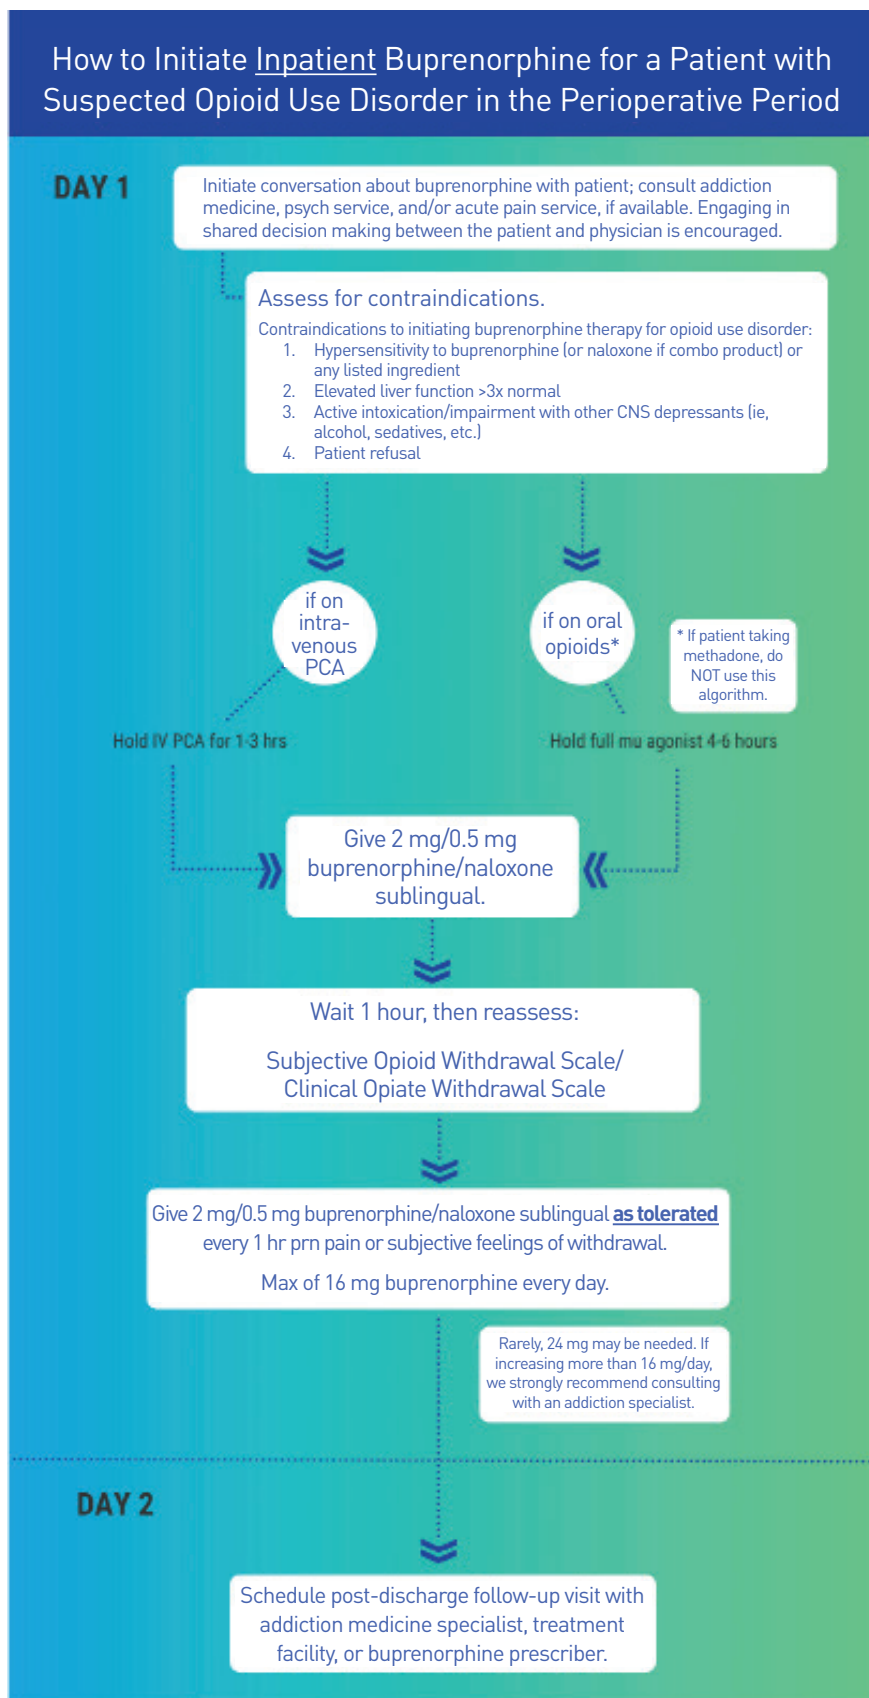 How to Initiate Inpatient Buprenorphine for a Patient with
Suspected Opioid Use Disorder in the Perioperative Period
DAY 1
Initiate conversation about buprenorphine with patient; consult addiction
medicine, psych service, and/or acute pain service, if available. Engaging in
shared decision making between the patient and physician is encouraged.
Assess for contraindications.
Contraindications to initiating buprenorphine therapy for opioid use disorder:
1. Hypersensitivity to buprenorphine (or naloxone if combo product) or
any listed ingredient
2. Elevated liver function >3x normal
3. Active intoxication/impairment with other CNS depressants (ie,
alcohol, sedatives, etc.)
4. Patient refusal
if on
intra-
venous
PCA
if on oral
opioids*
* If patient taking
methadone, do
NOT use this
algorithm.
Hold IV PCA for 1-3 hrs
Hold full mu agonist 4-6 hours
Give 2 mg/0.5 mg
buprenorphine/naloxone
sublingual.
Wait 1 hour, then reassess:
Subjective Opioid Withdrawal Scale/
Clinical Opiate Withdrawal Scale
Give 2 mg/0.5 mg buprenorphine/naloxone sublingual as tolerated
every 1 hr prn pain or subjective feelings of withdrawal.
Max of 16 mg buprenorphine every day.
Rarely, 24 mg may be needed. If
increasing more than 16 mg/day,
we strongly recommend consulting
with an addiction specialist.
DAY 2
Schedule post-discharge follow-up visit with
addiction medicine specialist, treatment
facility, or buprenorphine prescriber.